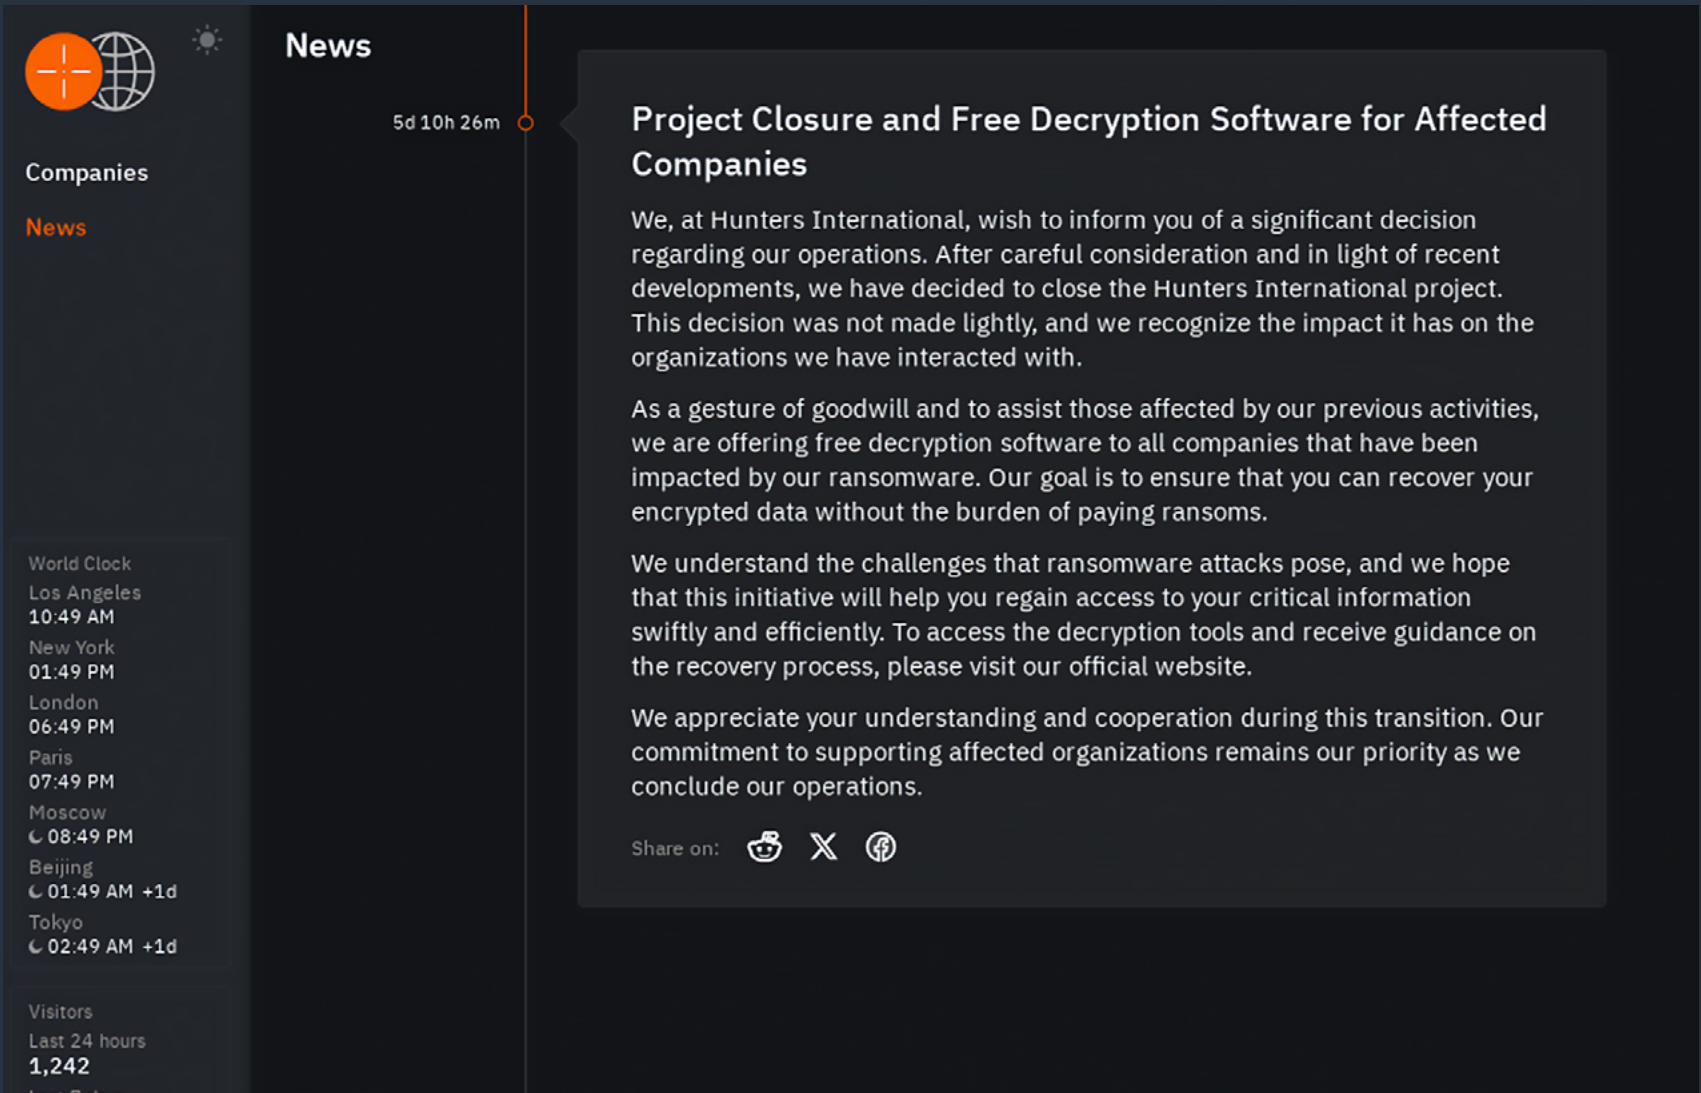 News
Companies
News
5d 10h 26m
Project Closure and Free Decryption Software for Affected
Companies
We, at Hunters International, wish to inform you of a significant decision
regarding our operations. After careful consideration and in light of recent
developments, we have decided to close the Hunters International project.
This decision was not made lightly, and we recognize the impact it has on the
organizations we have interacted with.
As a gesture of goodwill and to assist those affected by our previous activities,
we are offering free decryption software to all companies that have been
impacted by our ransomware. Our goal is to ensure that you can recover your
encrypted data without the burden of paying ransoms.
We understand the challenges that ransomware attacks pose, and we hope
that this initiative will help you regain access to your critical information
swiftly and efficiently. To access the decryption tools and receive guidance on
the recovery process, please visit our official website.
We appreciate your understanding and cooperation during this transition. Our
commitment to supporting affected organizations remains our priority as we
conclude our operations.
Share on:
World Clock
Los Angeles
10:49 AM
New York
01:49 PM
London
06:49 PM
Paris
07:49 PM
Moscow
08:49 PM
Beijing
01:49 AM +1d
Tokyo
02:49 AM +1d
Visitors
Last 24 hours
1,242